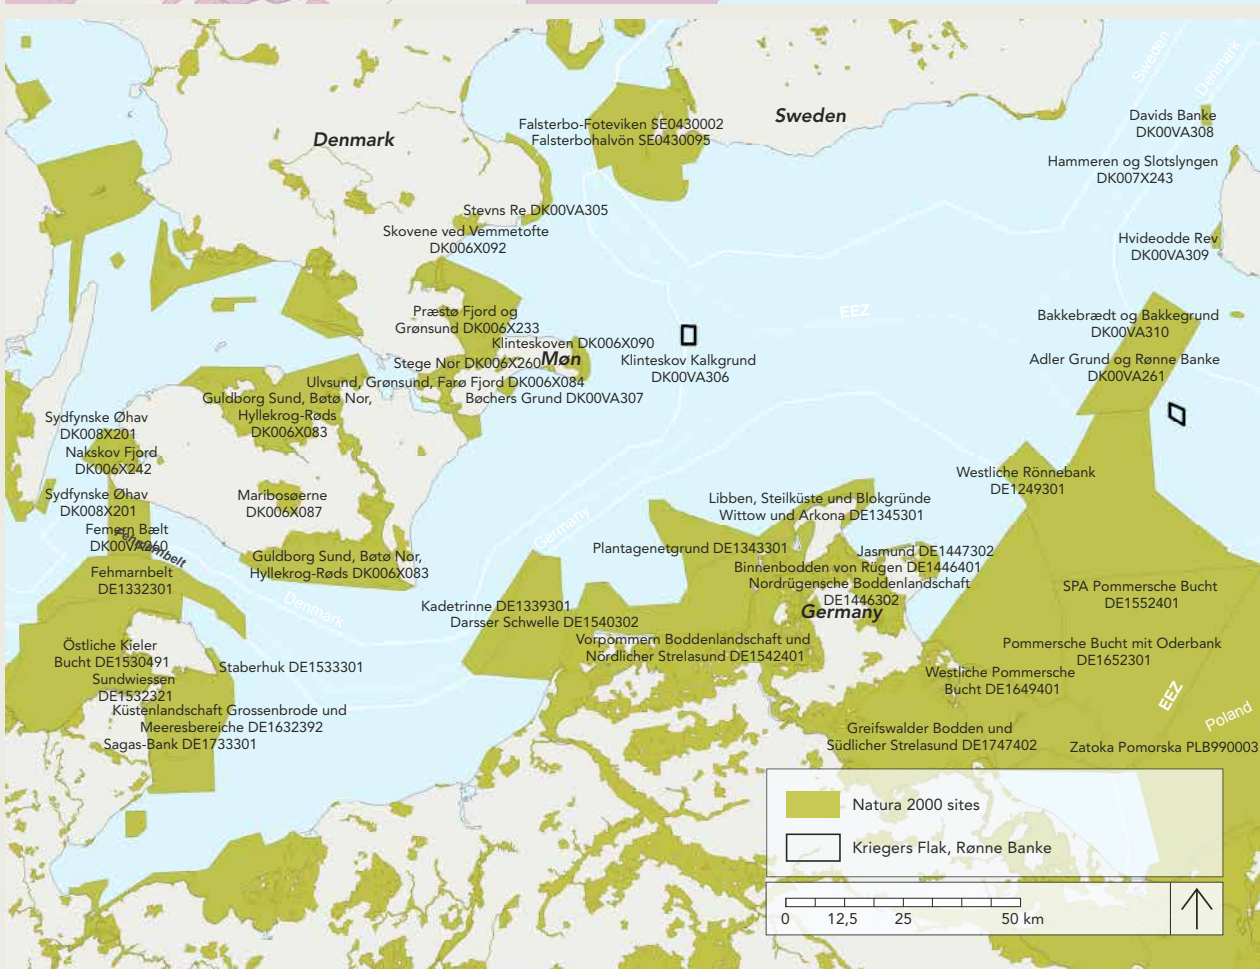 Sweden
Denmark
Sweden
Denmark
Falsterbo-Foteviken SE0430002
Falsterbohalvön SE0430095
Davids Banke
DK00VA308
Hammeren og Slotslyngen
DK007X243
Stevns Re DK00VA305
Skovene ved Vemmetofte
DK006X092
Hvideodde Rev
DK00VA309
EEZ
Præstø Fjord og
Grønsund DK006X233
Klinteskoven DK006X090
Stege Nor DK006X260
Møn
Klinteskov Kalkgrund
DK00VA306
Bakkebrædt og Bakkegrund
DK00VA310
Adler Grund og Rønne Banke
DK00VA261
Ulvsund, Grønsund, Farø Fjord DK006X084
Bøchers Grund DK00VA307
Guldborg Sund, Bøtø Nor,
Hyllekrog-Røds
DK006X083
Sydfynske Øhav
DK008X201
Nakskov Fjord
DK006X242
Sydfynske Øhav
DK008X201
Maribosøerne
DK006X087
Femern Bælt
DK00VA260
Fehmarnbelt
Guldborg Sund, Bøtø Nor,
Hyllekrog-Røds DK006X083
Fehmarnbelt
DE1332301
Denmark
Germany
Westliche Rönnebank
DE1249301
Libben, Steilküste und Blokgründe
Wittow und Arkona DE1345301
Plantagenetgrund DE1343301
Jasmund DE1447302
Binnenbodden von Rügen DE1446401
Nordrügensche Boddenlandschaft
DE1446302
Germany
Kadetrinne DE1339301
Darsser Schwelle DE1540302
Vorpommern Boddenlandschaft und
Nördlicher Strelasund DE1542401
SPA Pommersche Bucht
DE1552401
Pommersche Bucht mit Oderbank
DE1652301
Westliche Pommersche
Bucht DE1649401
EEZ
Poland
Greifswalder Bodden und
Südlicher Strelasund DE1747402
Zatoka Pomorska PLB990003
Östliche Kieler
Bucht DE1530491
Staberhuk DE1533301
Sundwiessen
DE1532321
Küstenlandschaft Grossenbrode und
Meeresbereiche DE1632392
Sagas-Bank DE1733301
Natura 2000 sites
Kriegers Flak, Rønne Banke
0 12,5 25 50 km